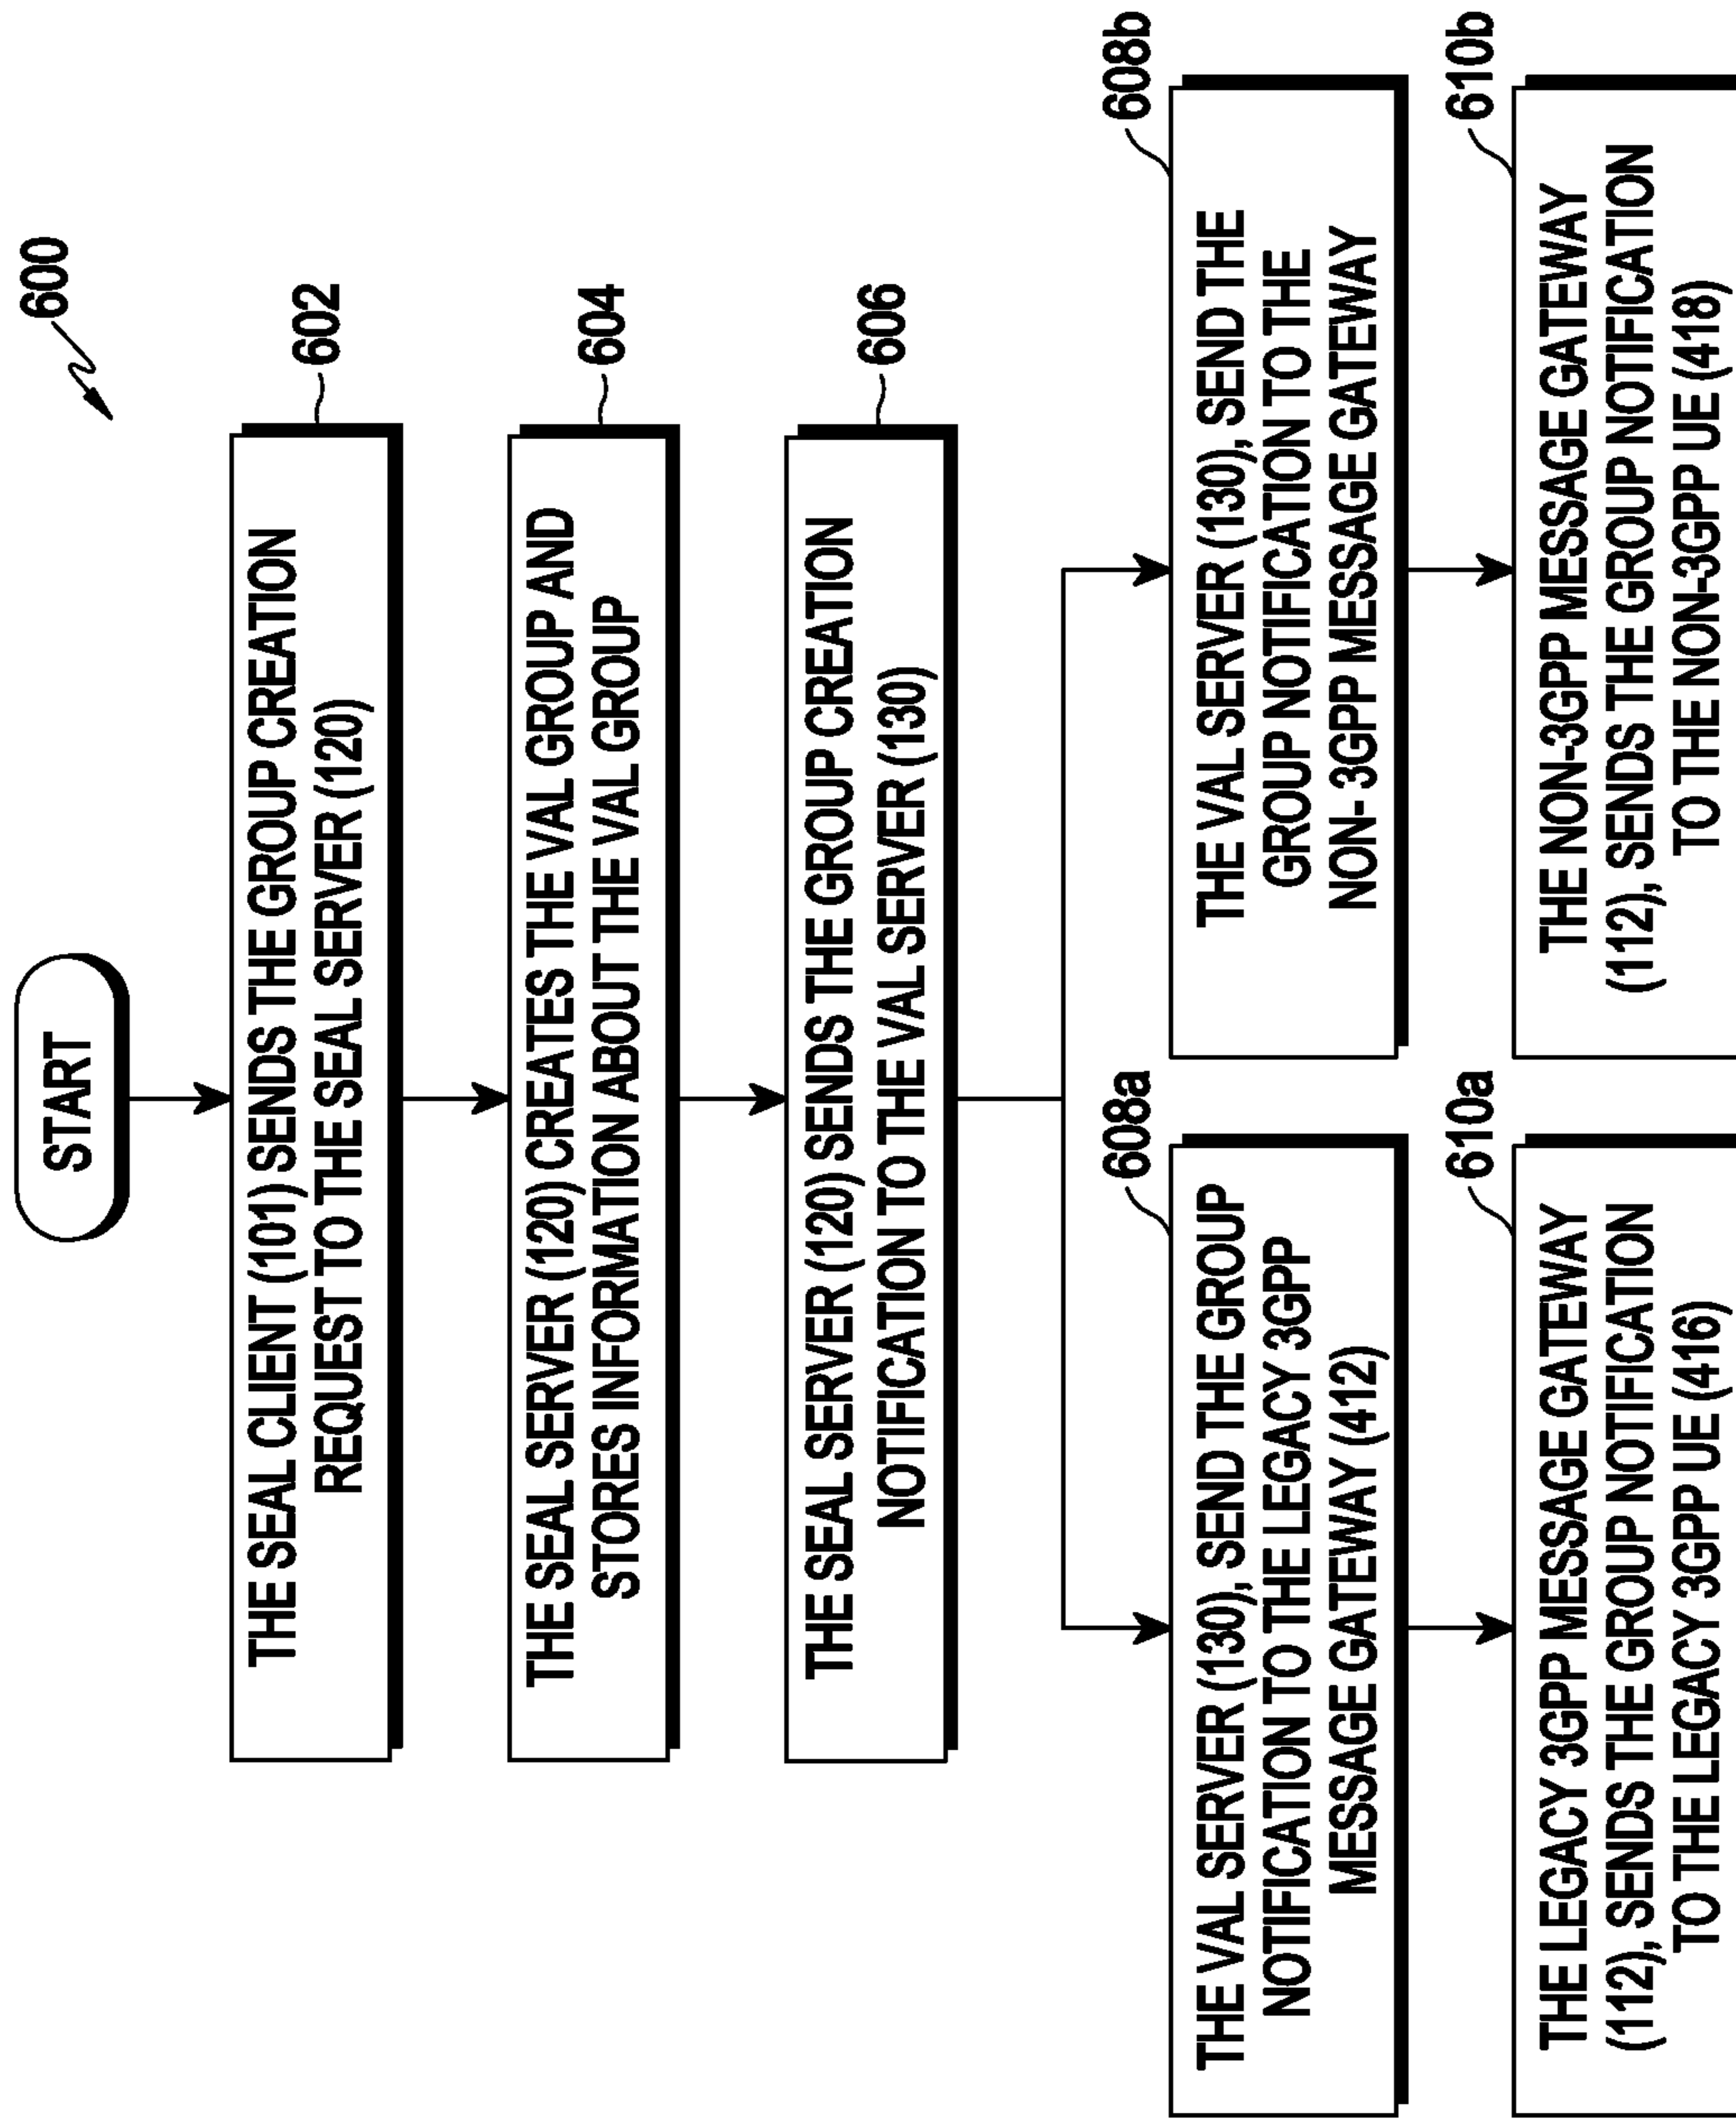 600
START
602
THE SEAL CLIENT (101) SENDS THE GROUP CREATION
REQUEST TO THE SEAL SERVER (120)
604
THE SEAL SERVER (120) CREATES THE VAL GROUP AND
STORES INFORMATION ABOUT THE VAL GROUP
606
THE SEAL SERVER (120) SENDS THE GROUP CREATION
NOTIFICATION TO THE VAL SERVER (130)
608a
THE VAL SERVER (130), SEND THE GROUP
NOTIFICATION TO THE LEGACY 3GPP
MESSAGE GATEWAY (412)
608b
THE VAL SERVER (130), SEND THE
GROUP NOTIFICATION TO THE
NON- 3GPP MESSAGE GATEWAY
610a
THE LEGACY 3GPP MESSAGE GATEWAY
(112), SENDS THE GROUP NOTIFICATION
TO THE LEGACY 3GPP UE (416)
610b
THE NON-3GPP MESSAGE GATEWAY
(112), SENDS THE GROUP NOTIFICATION
TO THE NON-3GPP UE (418)